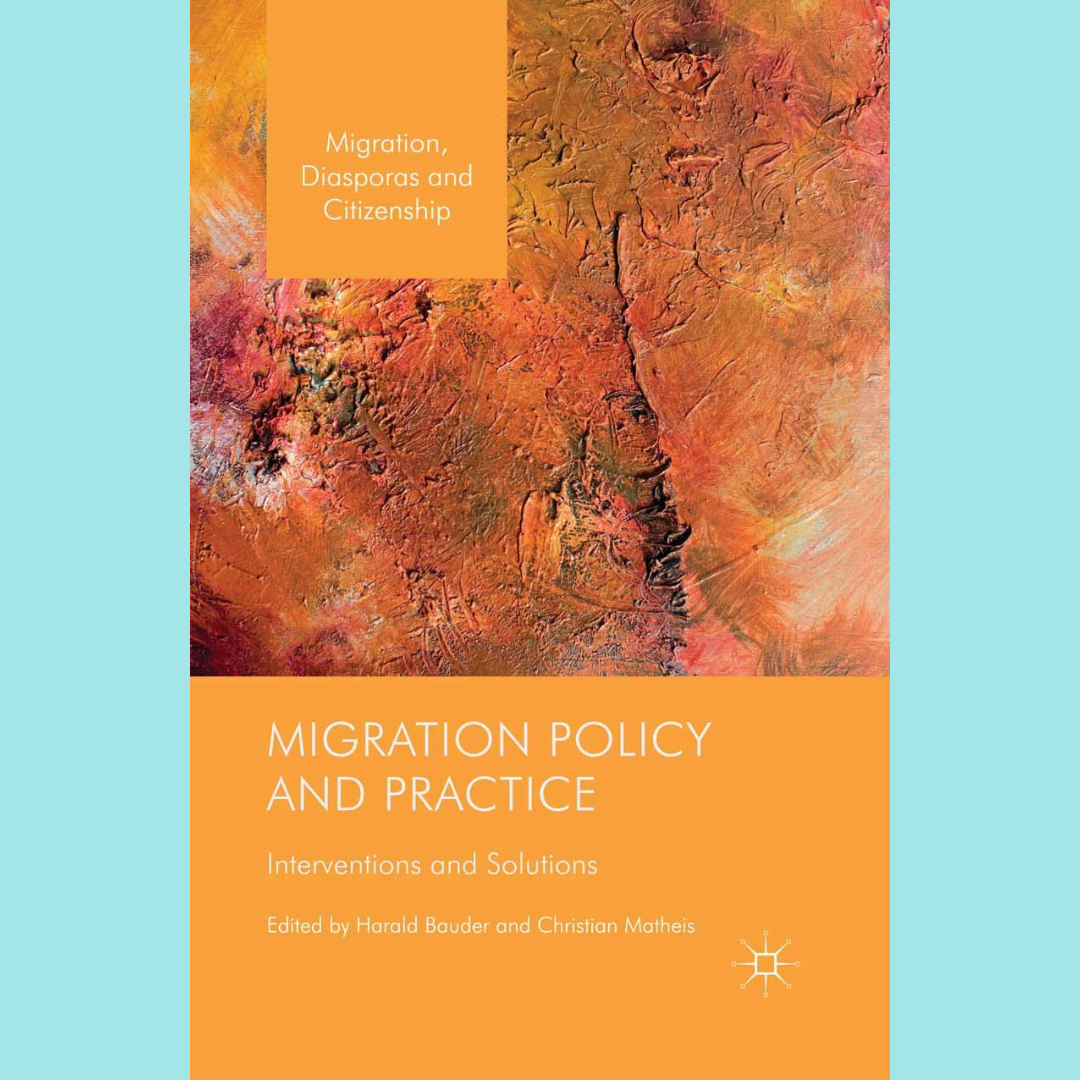 Migration,
Diasporas and
Citizenship
MIGRATION POLICY
AND PRACTICE
Interventions and Solutions
Edited by Harald Bauder and Christian Matheis